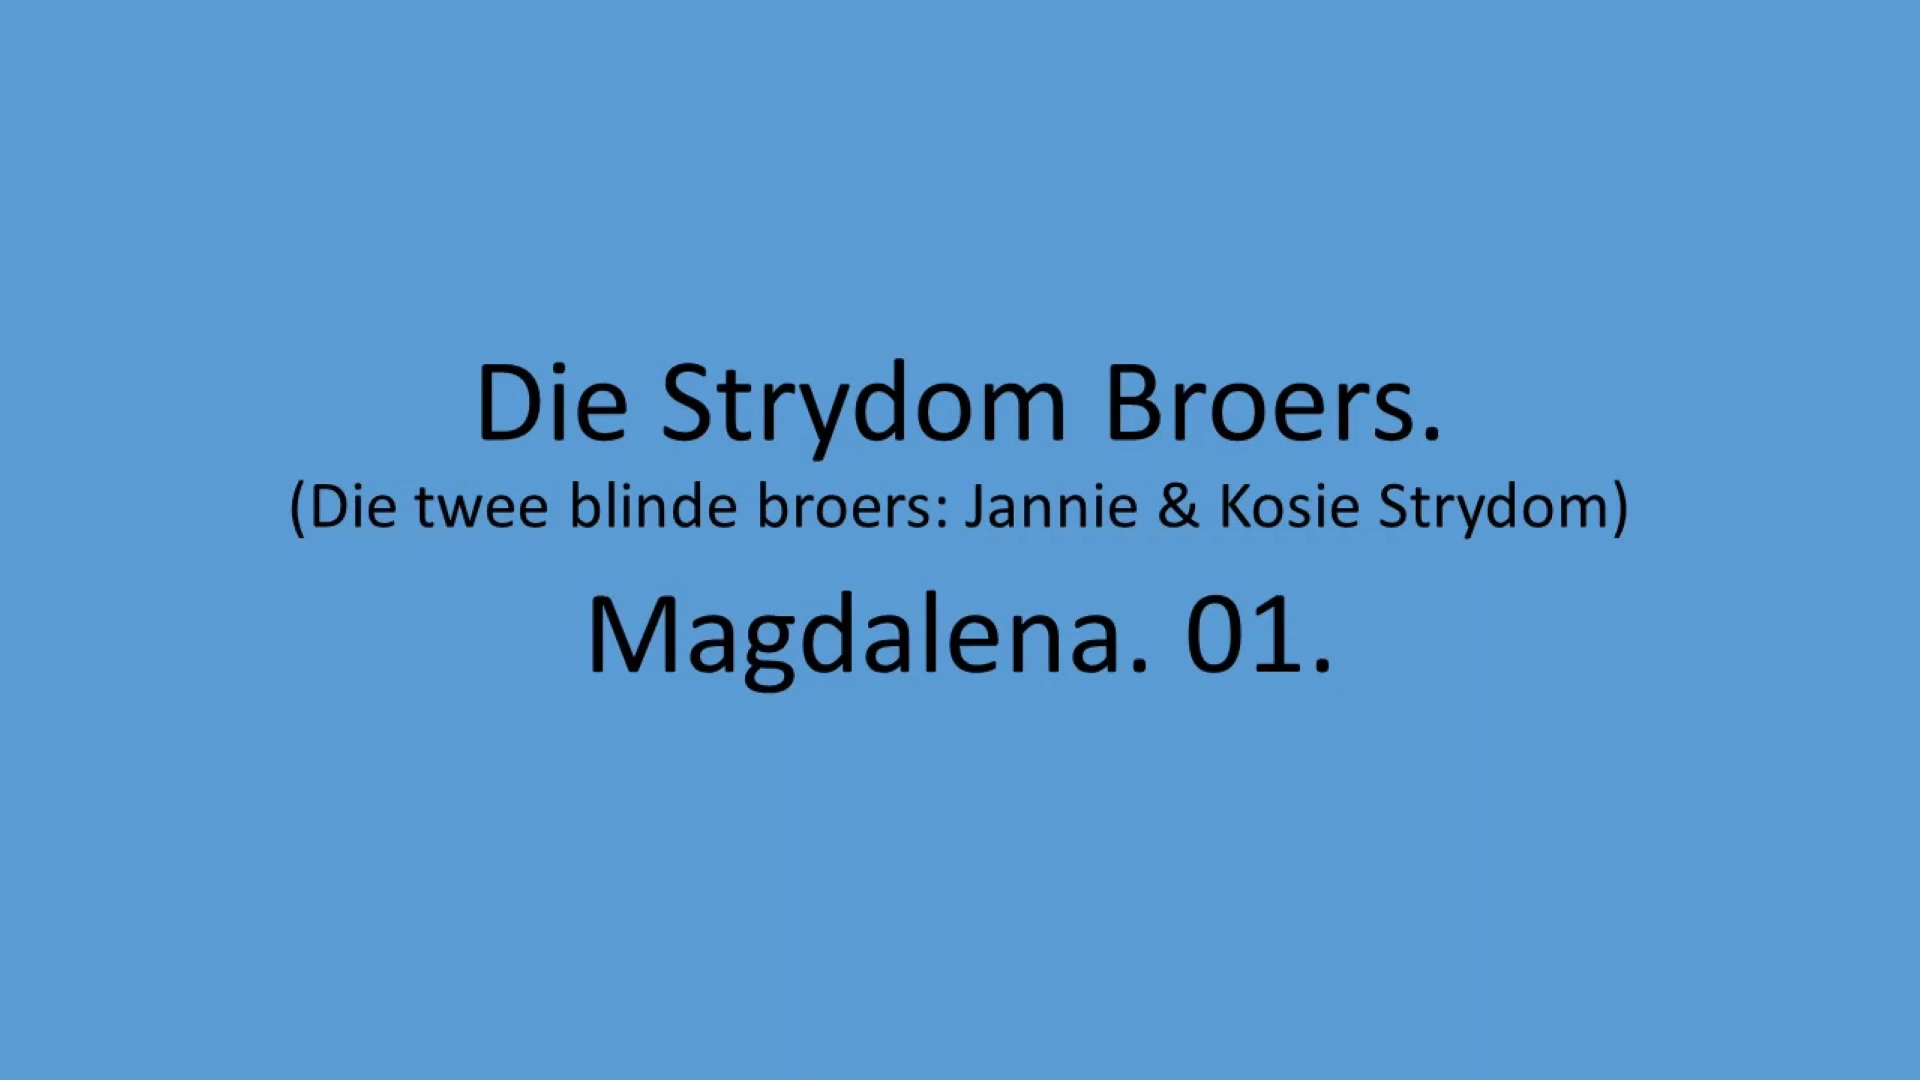 Die Strydom Broers.
(Die twee blinde broers: Jannie & Kosie Strydom)
Magdalena. 01.